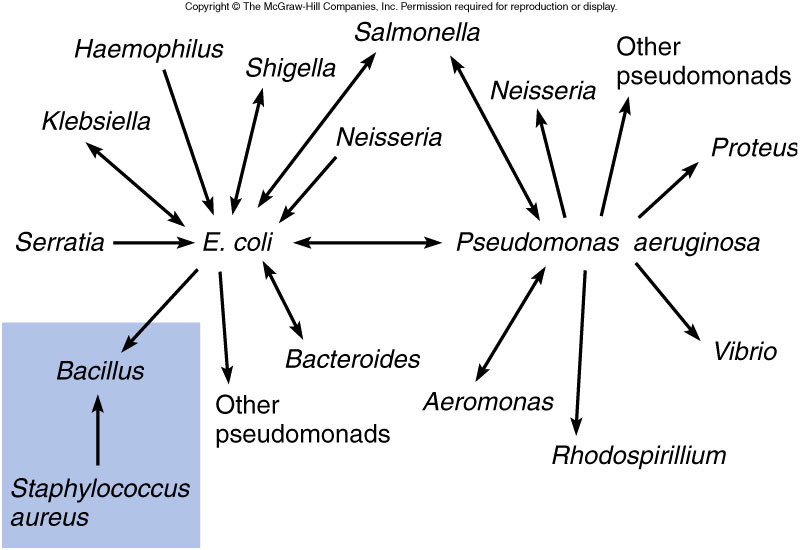 Copyright © The McGraw-Hill Companies, Inc. Permission required for reproduction or display.
Salmonella
Haemophilus
Shigella
Other
pseudomonads
Neisseria
Klebsiella
Neisseria
Proteus
Serratia
E. coli
Pseudomonas aeruginosa
Bacillus
Bacteroides
Vibrio
Other
pseudomonads
Aeromonas
Rhodospirillium
Staphylococcus
aureus